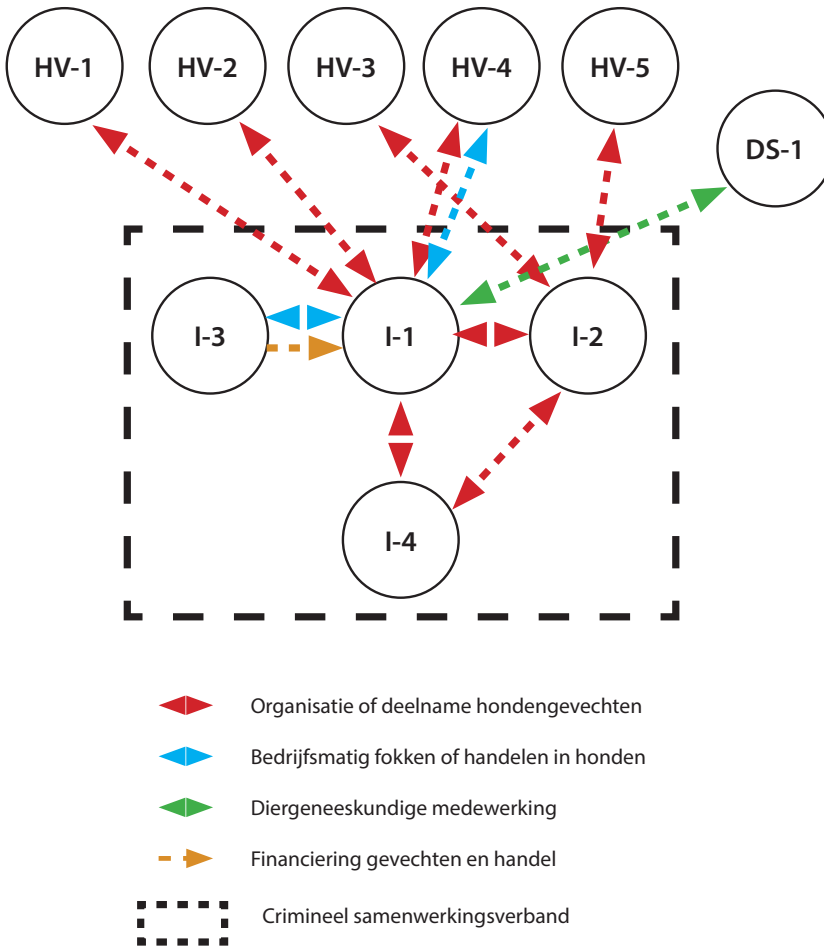 HV-1 HV-2 HV-3 HV-4 HV-5
DS-1
I-3 I-1 I-2
I-4
Organisatie of deelname hondengevechten
Bedrijfsmatig fokken of handelen in honden
Diergeneeskundige medewerking
Financiering gevechten en handel
Crimineel samenwerkingsverband